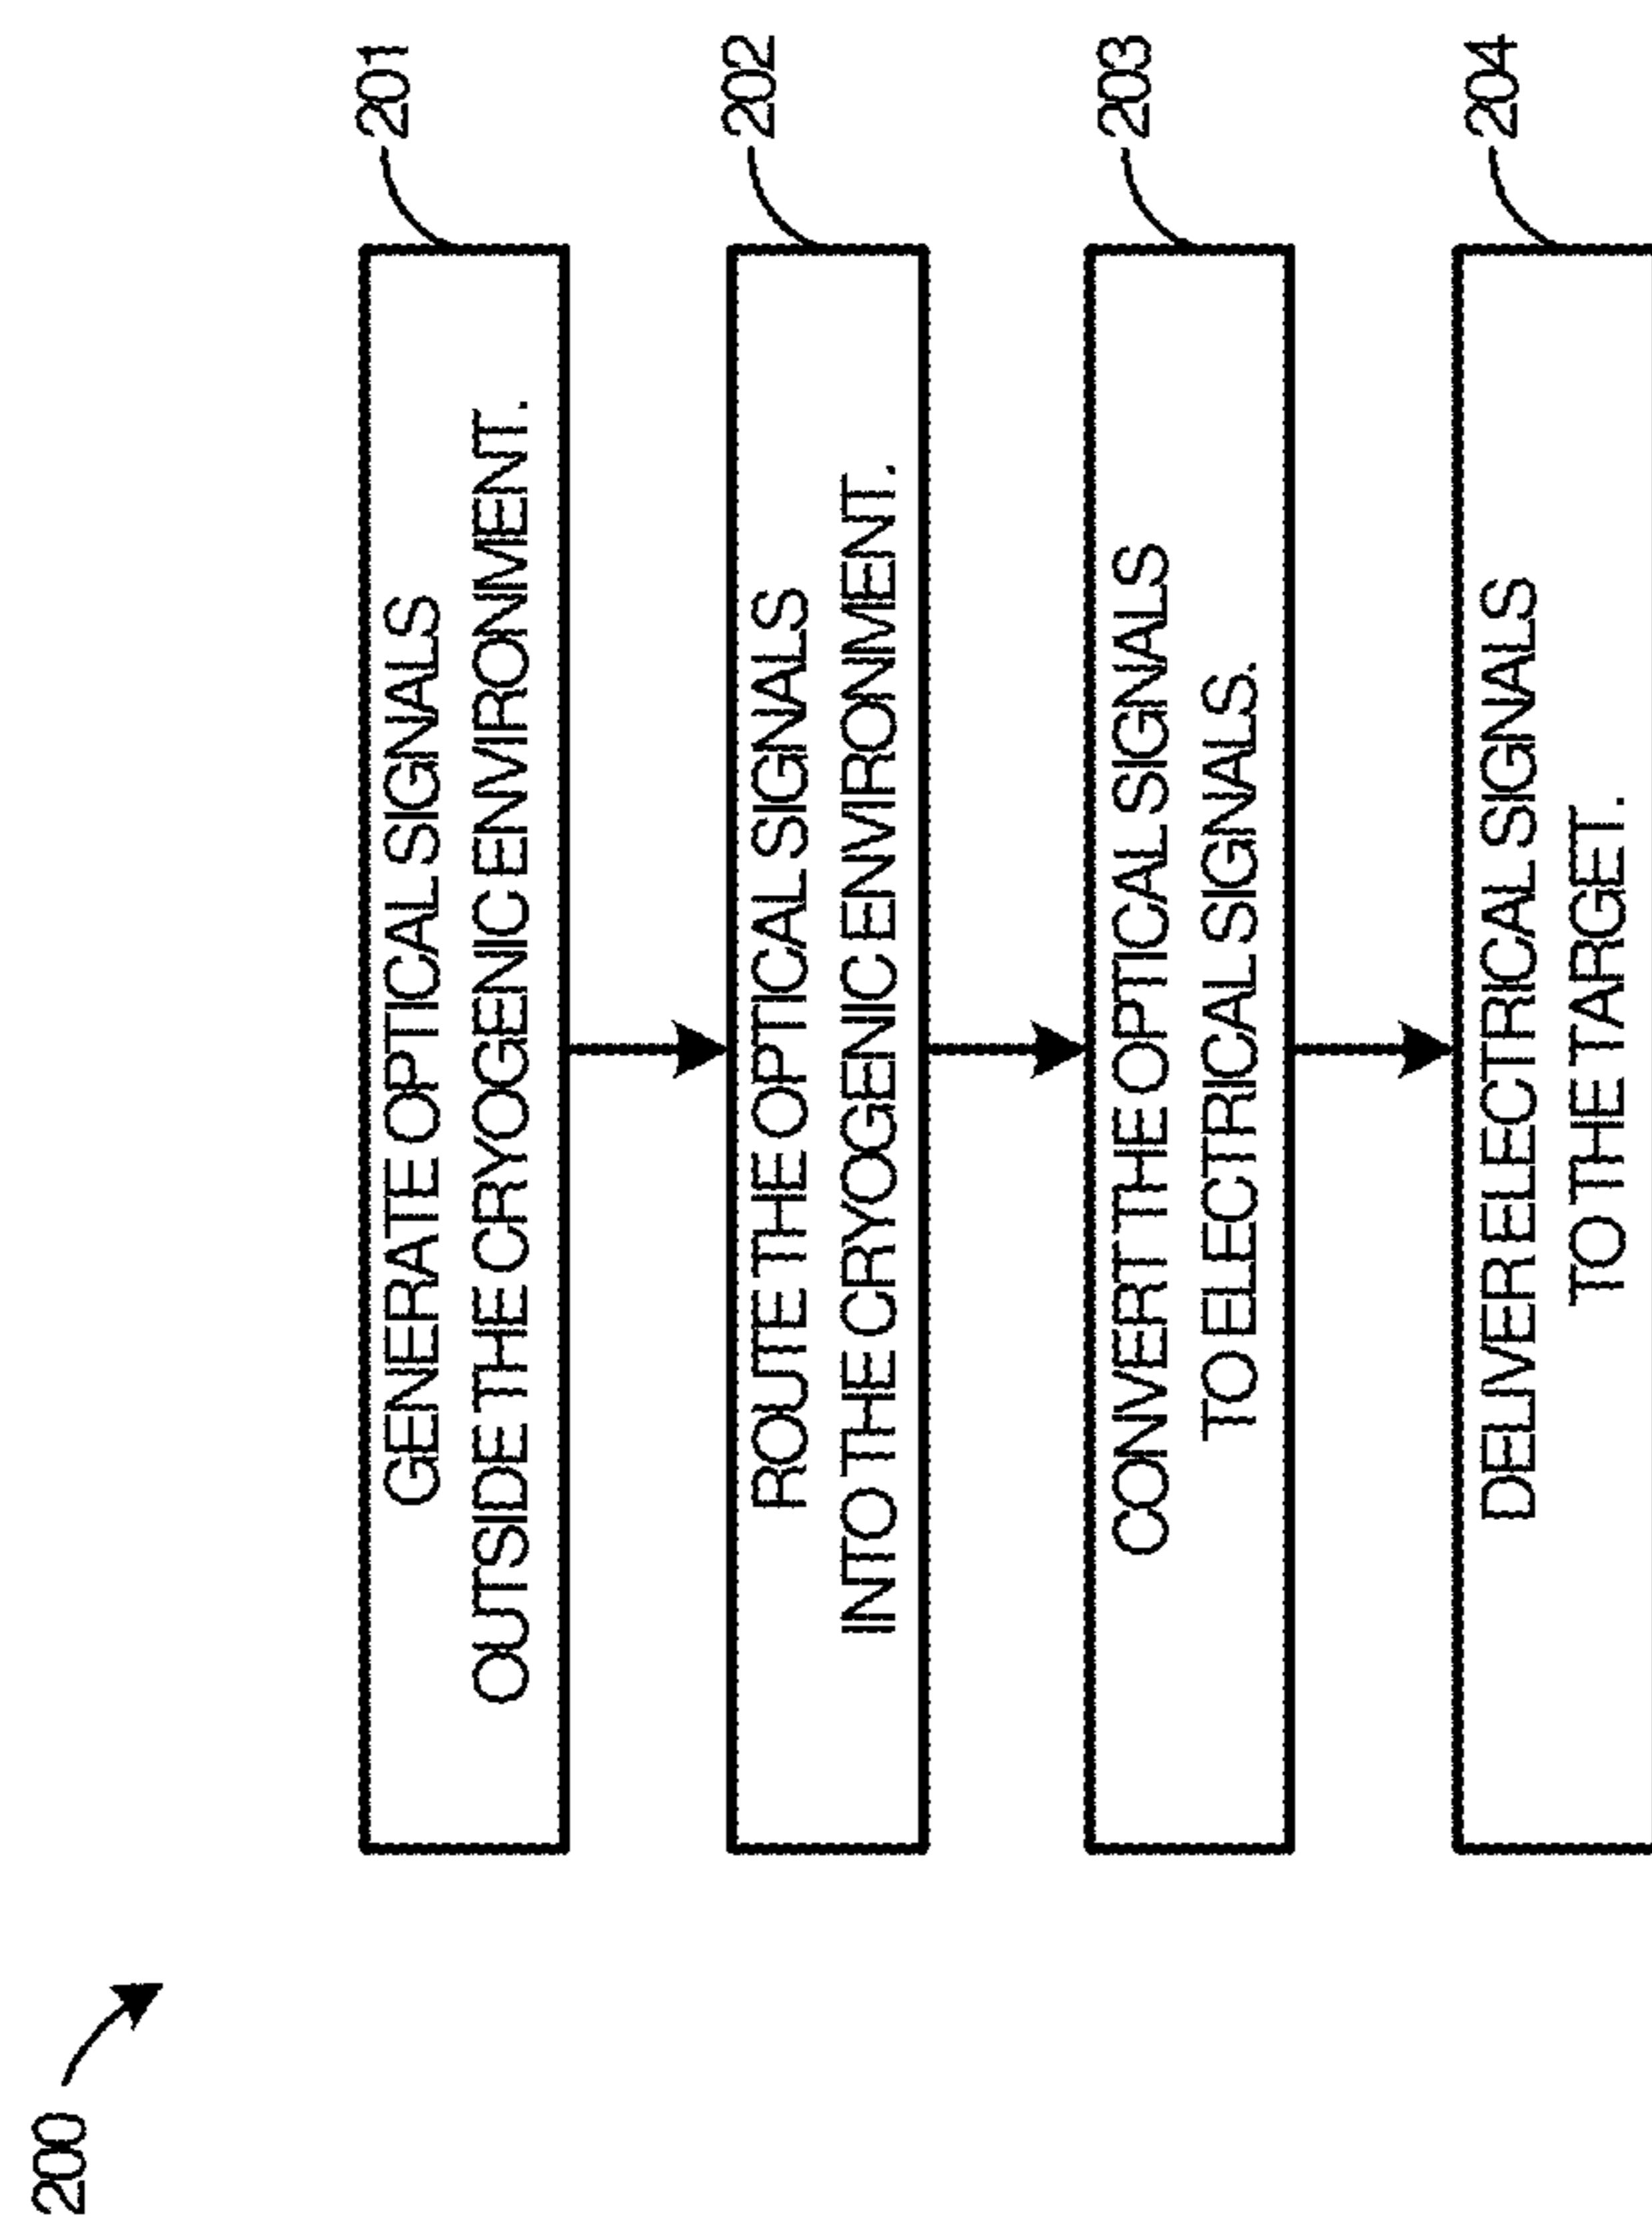 200
GENERATE OPTICAL SIGNALS
OUTSIDE THE CRYOGENIC ENVIRONMENT.
201
ROUTE THE OPTICAL SIGNALS
INTO THE CRYOGENIC ENVIRONMENT.
202
CONVERT THE OPTICAL SIGNALS
TO ELECTRICAL SIGNALS.
203
DELIVER ELECTRICAL SIGNALS
TO THE TARGET.
204